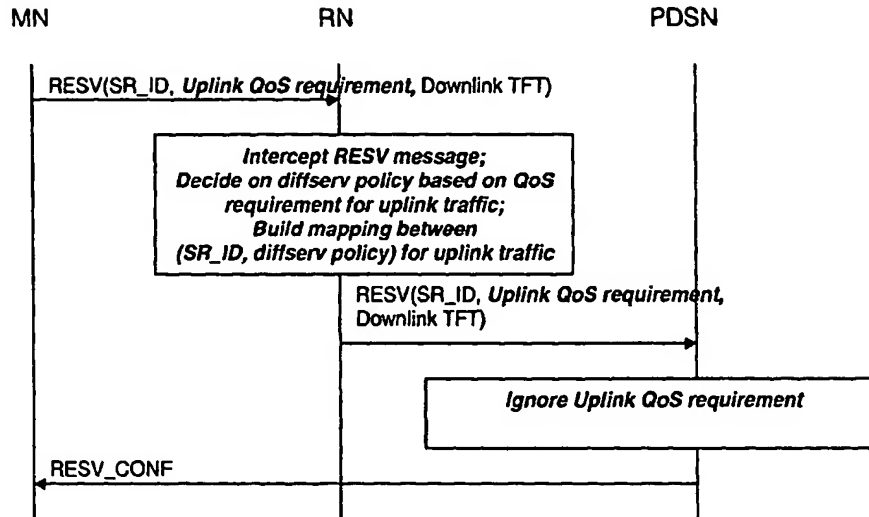 MN RN PDSN
RESV(SR_ID, Uplink QoS requirement, Downlink TFT)
Intercept RESV message;
Decide on diffserv policy based on QoS
requirement for uplink traffic;
Build mapping between
(SR_ID, diffserv policy) for uplink traffic
RESV(SR_ID, Uplink QoS requirement,
Downlink TFT)
Ignore Uplink QoS requirement
RESV_CONF